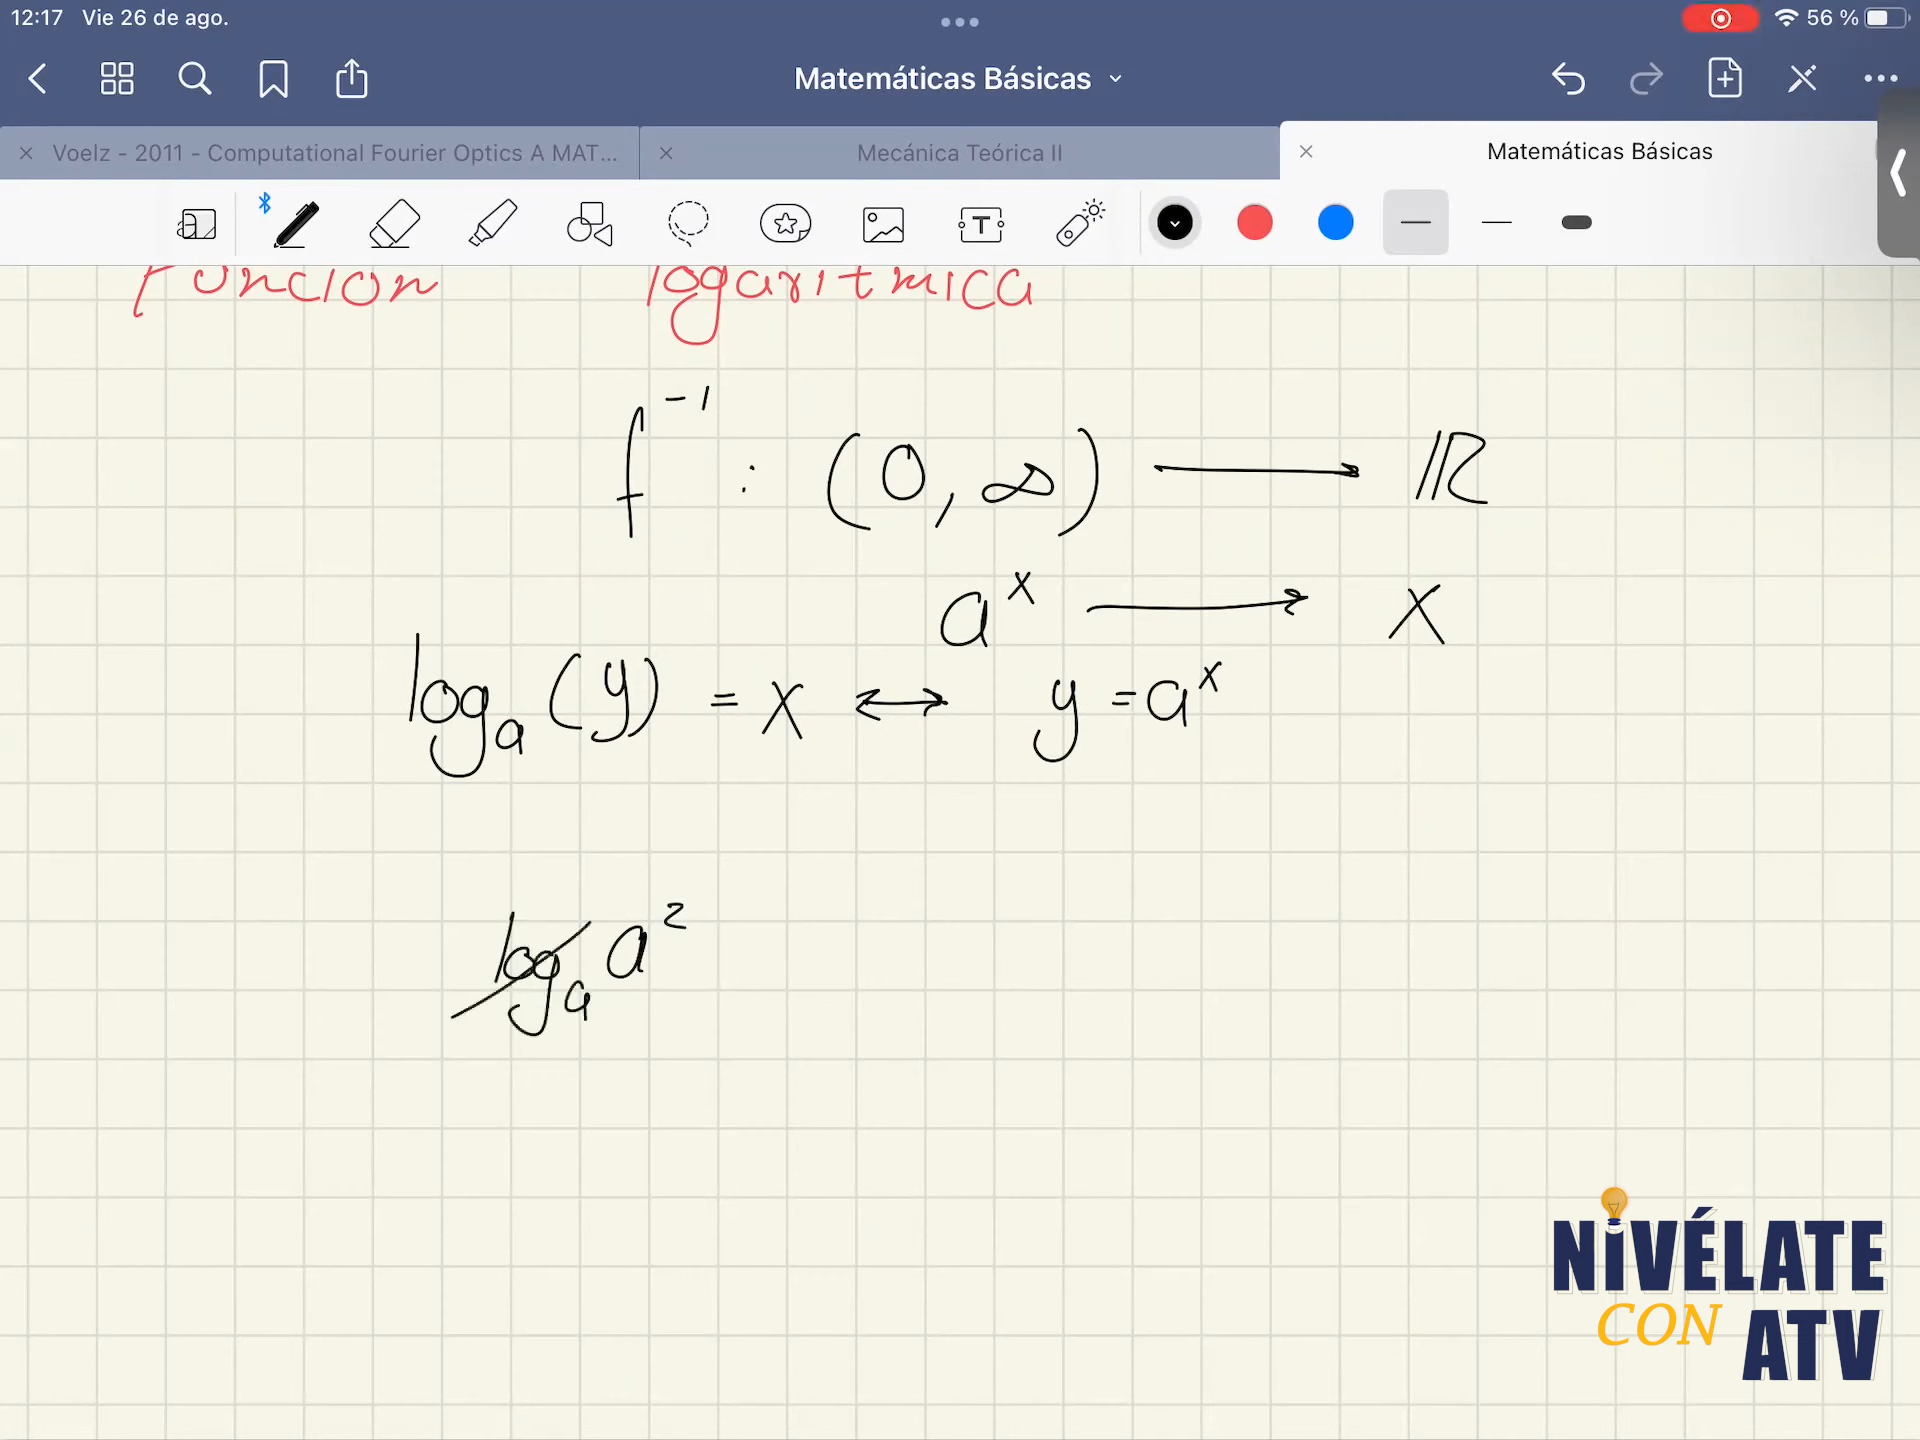 12:17 Vie 26 de ago. 56 %
Matemáticas Básicas
Voelz - 2011 - Computational Fourier Optics A MAT... Mecánica Teórica II Matemáticas Básicas
Función logarítmica
f⁻¹ : (0, ∞) ⟶ ℝ
aˣ ⟶ x
logₐ (y) = x ⟷ y = aˣ
logₐ a²
NIVÉLATE
CON
ATV